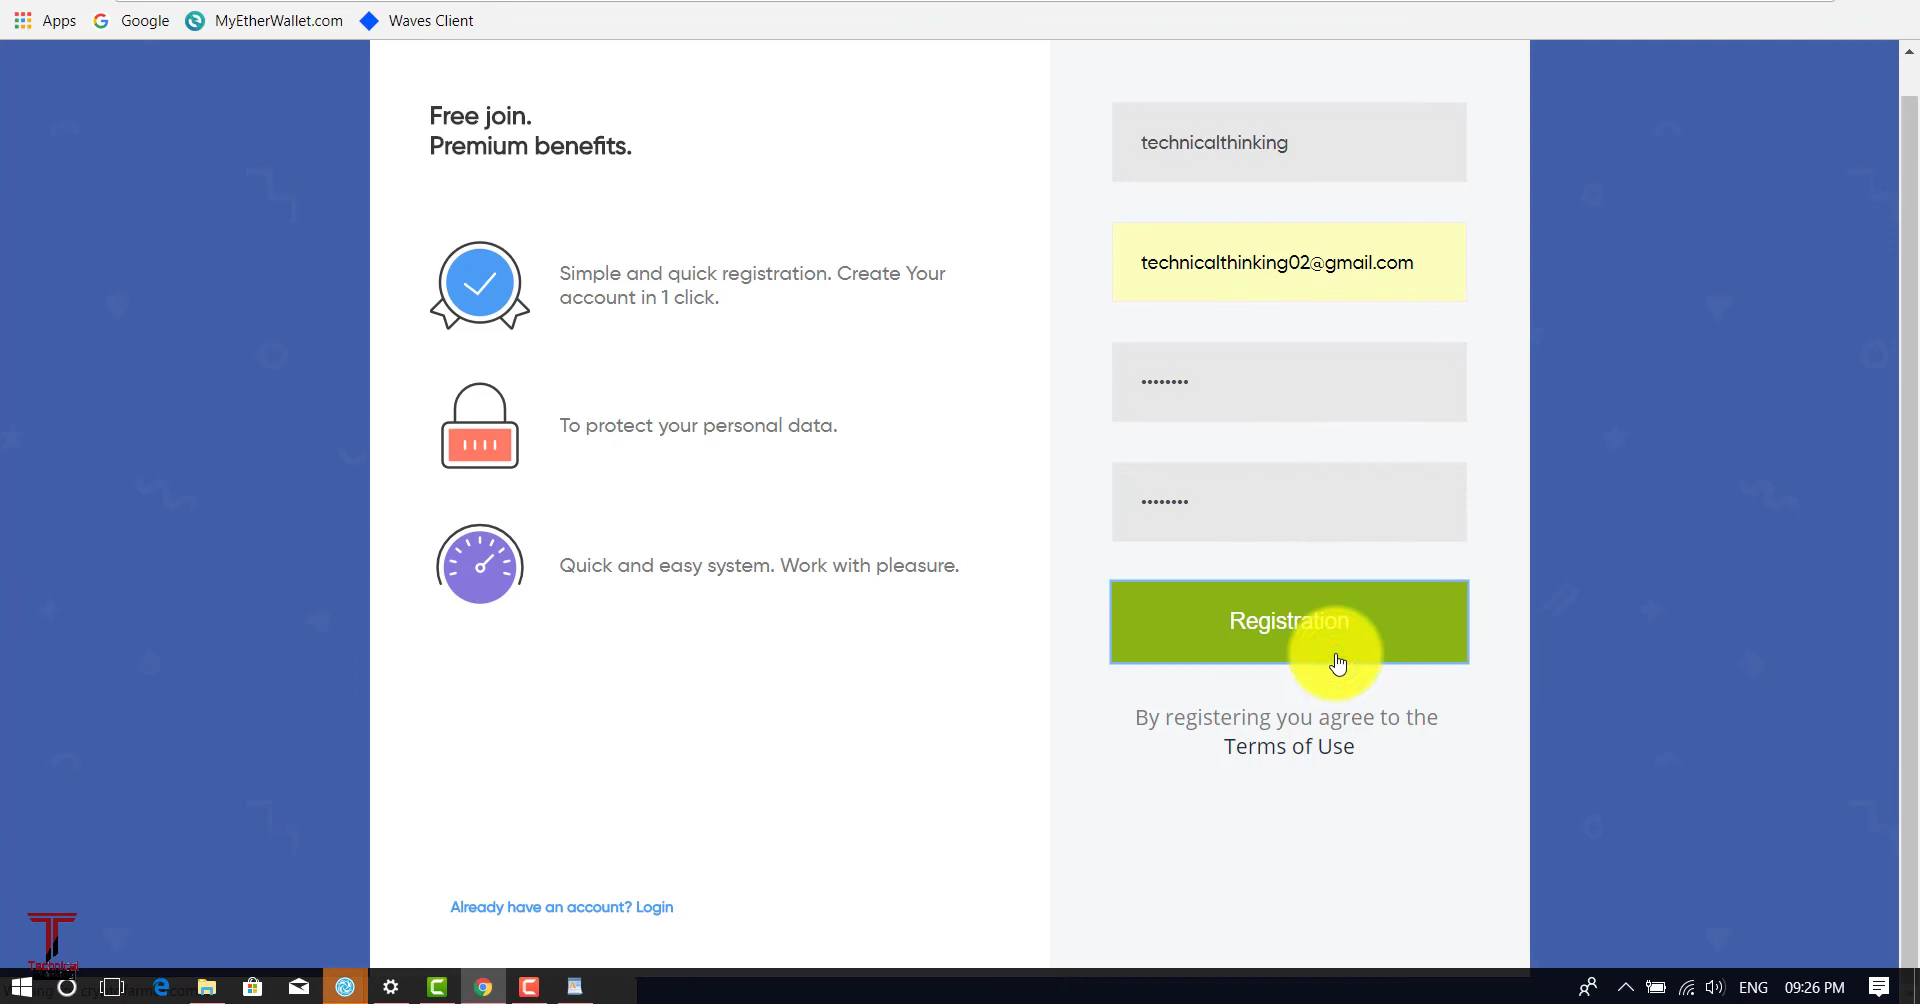 Apps Google MyEtherWallet.com Waves Client
Free join.
Premium benefits.
Simple and quick registration. Create Your
account in 1 click.
To protect your personal data.
Quick and easy system. Work with pleasure.
Already have an account? Login
technicalthinking
technicalthinking02@gmail.com
••••••••
••••••••
Registration
By registering you agree to the
Terms of Use
Technical
ENG 09:26 PM